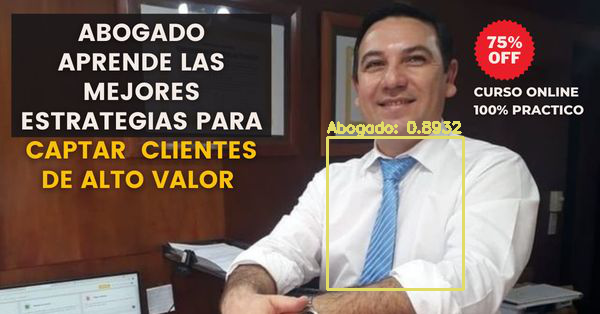 ABOGADO
APRENDE LAS
MEJORES
ESTRATEGIAS PARA
CAPTAR CLIENTES
DE ALTO VALOR
75%
OFF
CURSO ONLINE
100% PRACTICO
Abogado: 0.8932